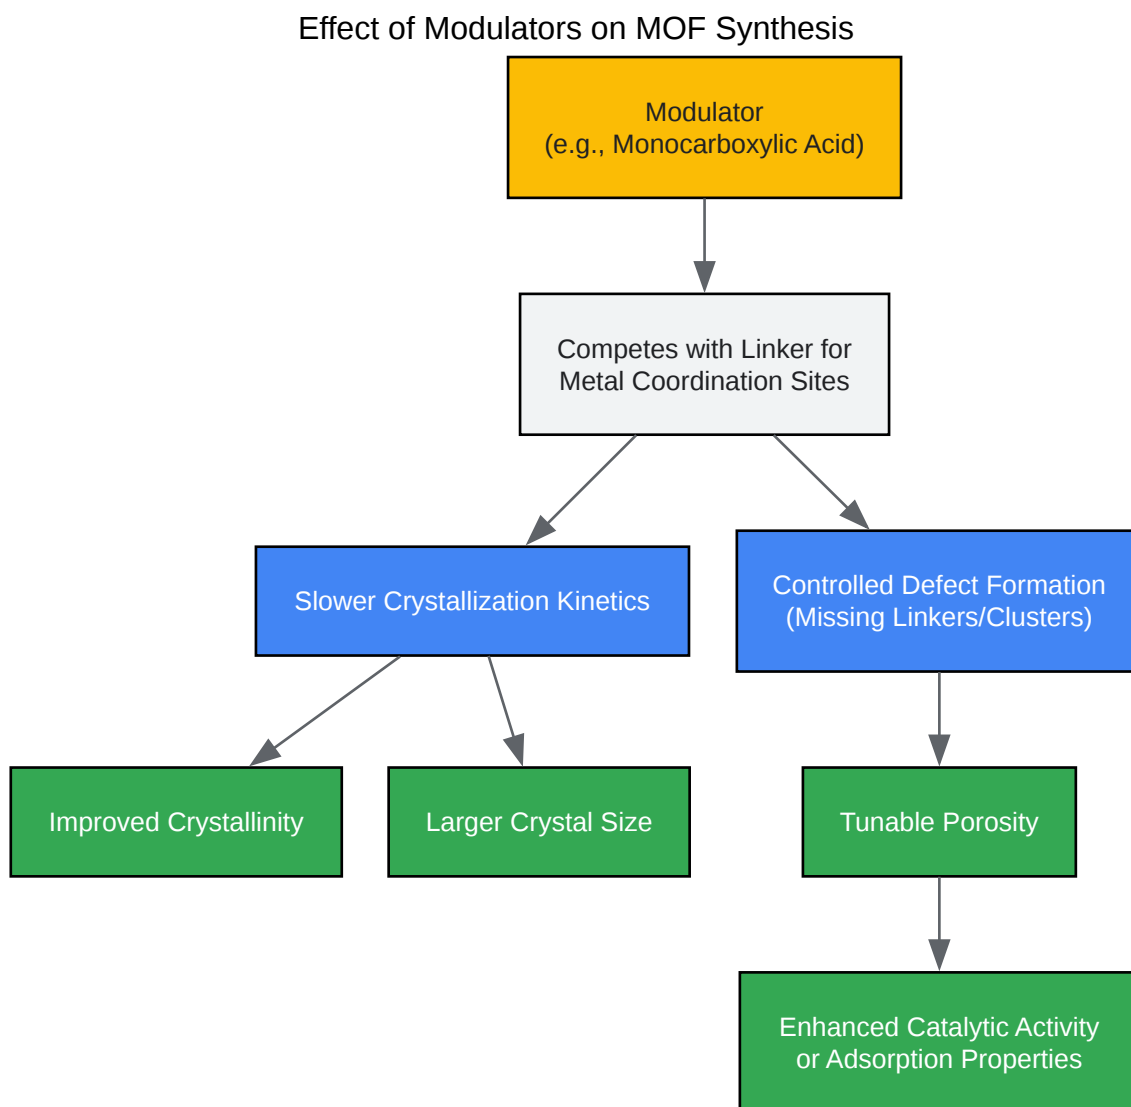 Effect of Modulators on MOF Synthesis
Modulator
(e.g., Monocarboxylic Acid)
Competes with Linker for
Metal Coordination Sites
Slower Crystallization Kinetics
Controlled Defect Formation
(Missing Linkers/Clusters)
Improved Crystallinity
Larger Crystal Size
Tunable Porosity
Enhanced Catalytic Activity
or Adsorption Properties